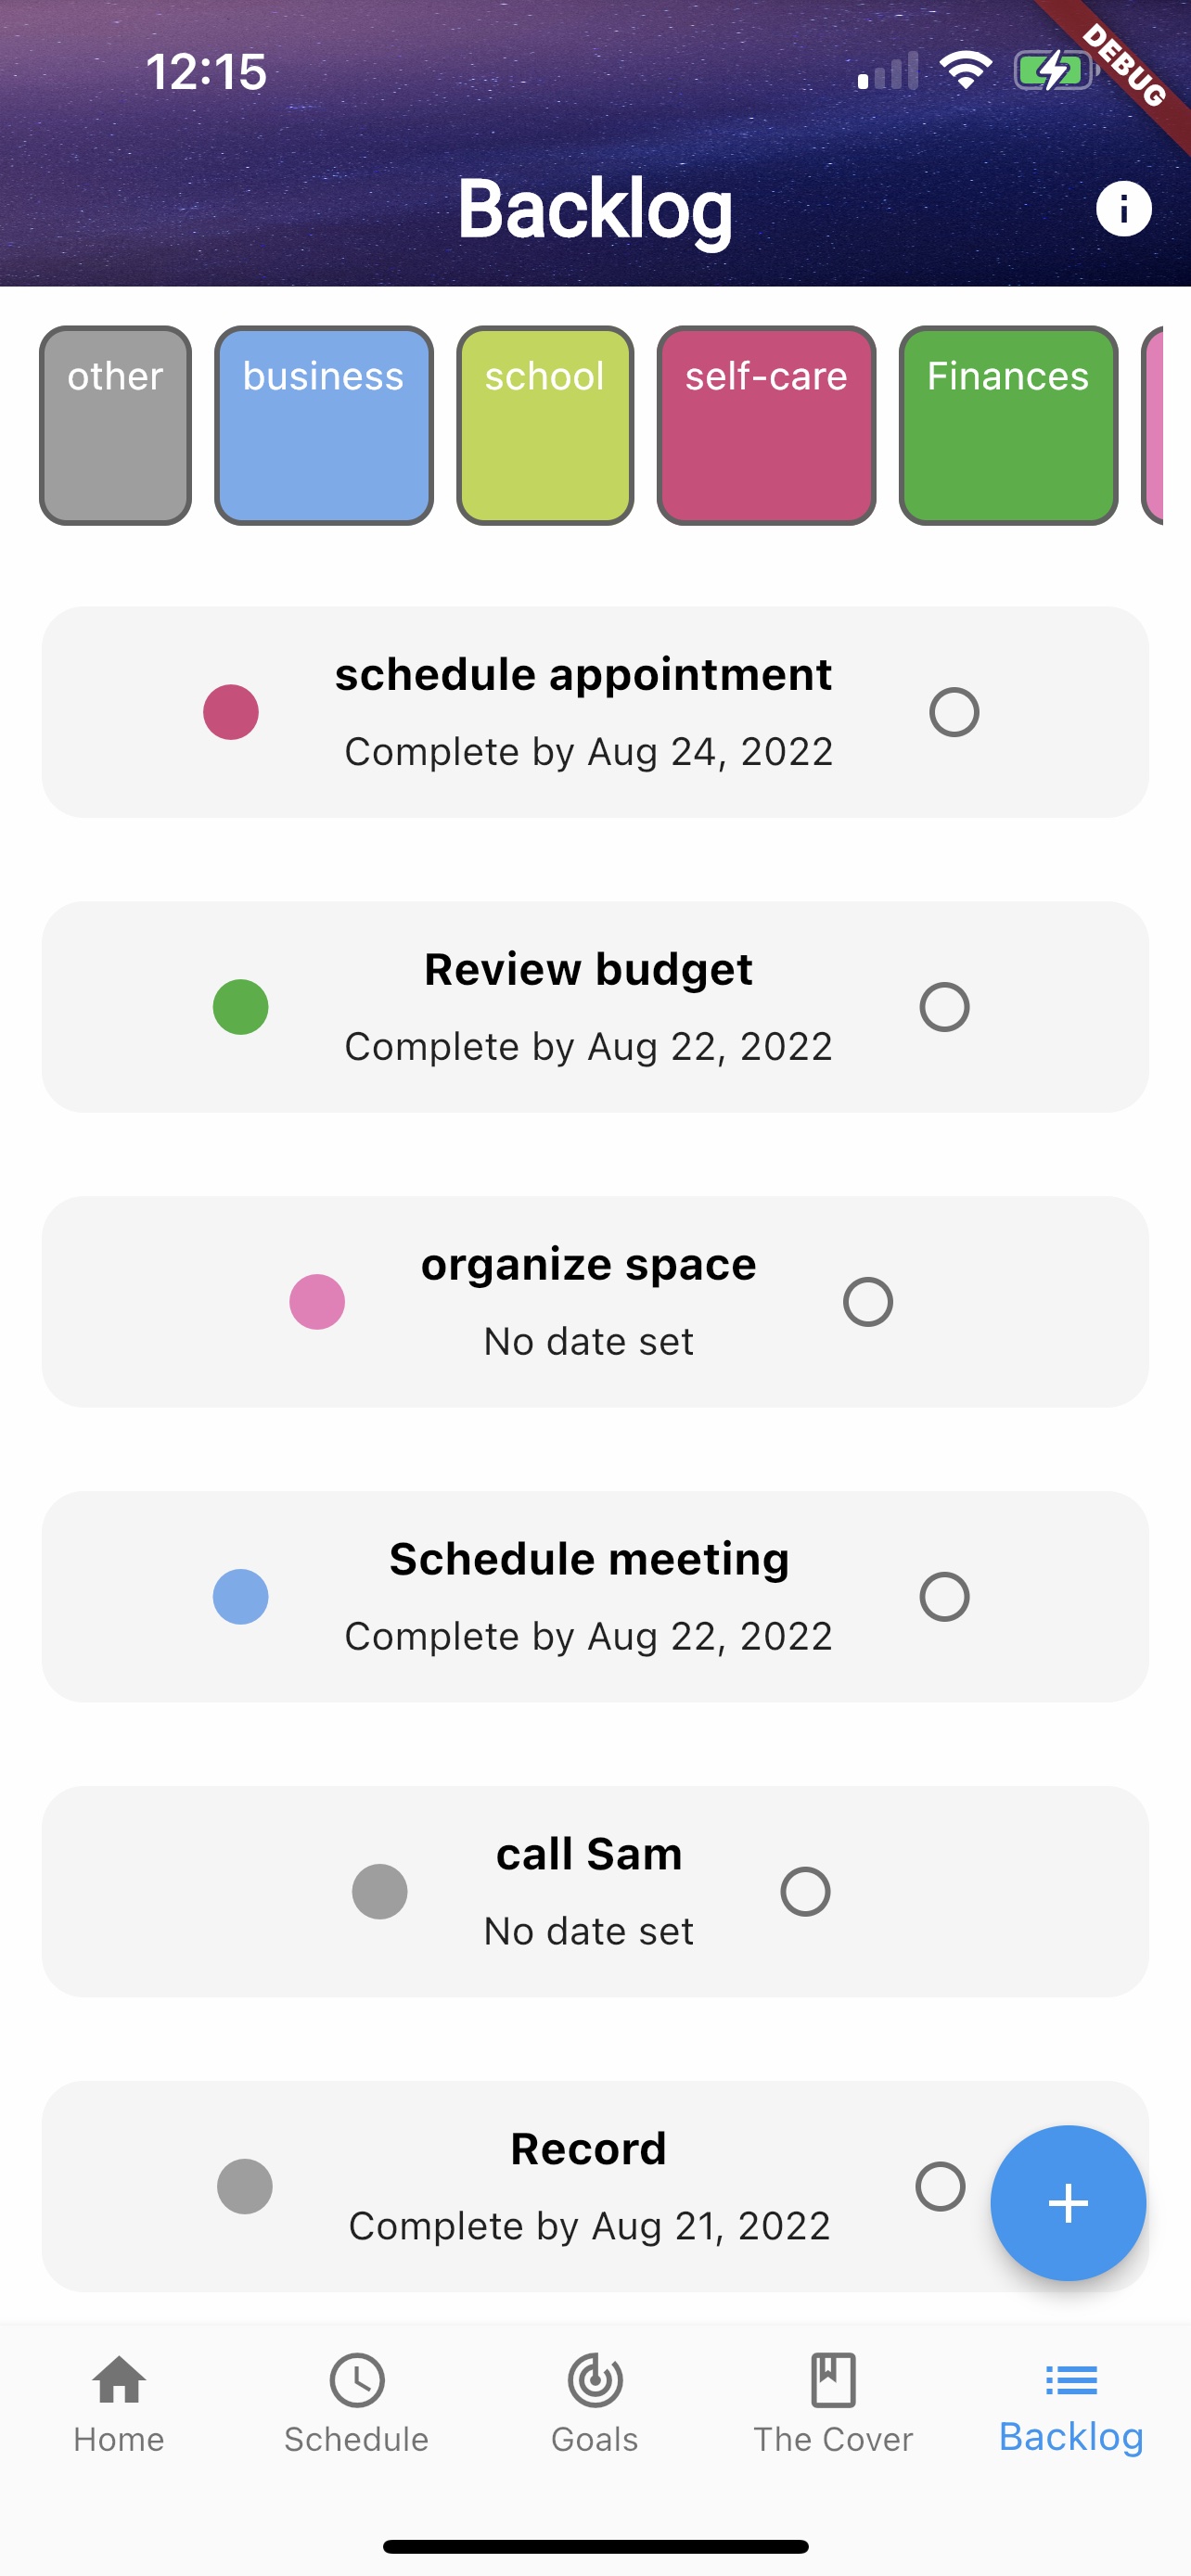 12:15
DEBUG
Backlog
other
business
school
self-care
Finances
schedule appointment
Complete by Aug 24, 2022
Review budget
Complete by Aug 22, 2022
organize space
No date set
Schedule meeting
Complete by Aug 22, 2022
call Sam
No date set
Record
Complete by Aug 21, 2022
Home
Schedule
Goals
The Cover
Backlog